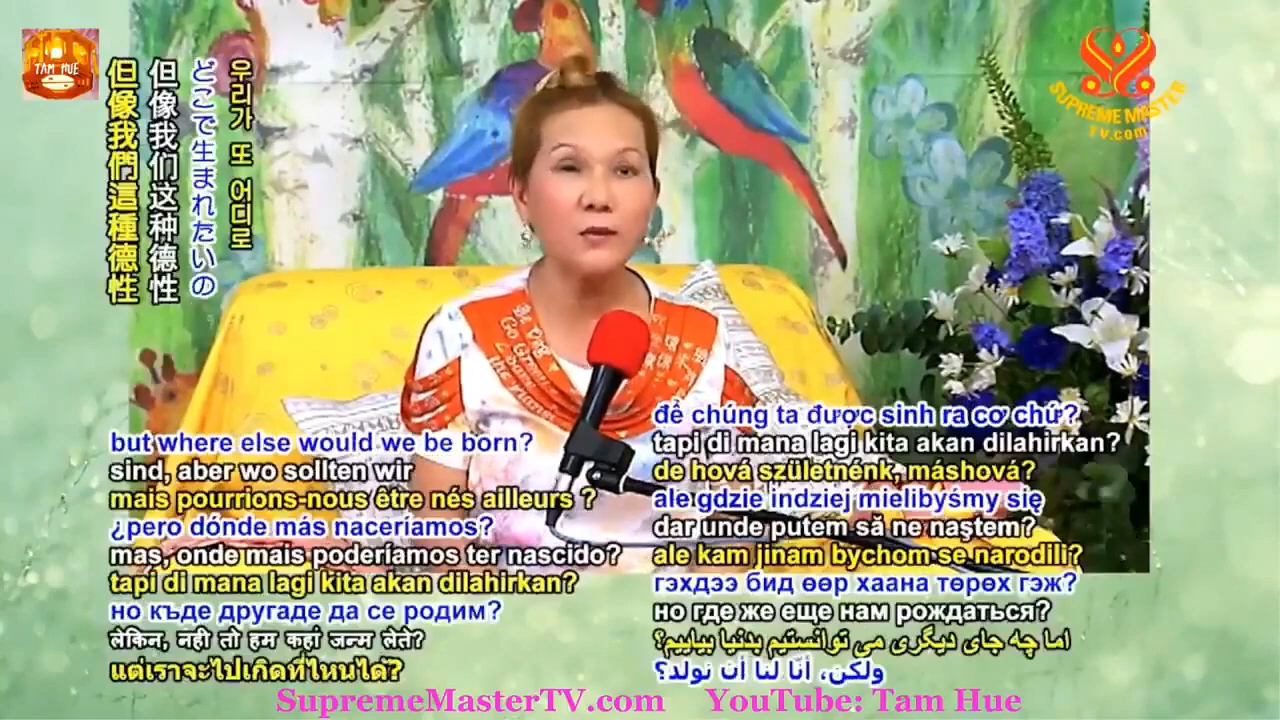 TAM HUE
SUPREME MASTER
TV.com
우리가 또 어디로
どこで生まれたいの
但像我们这种德性
但像我們這種德性
Be Veg
Go Green
but where else would we be born?
sind, aber wo sollten wir
mais pourrions-nous être nés ailleurs ?
¿pero dónde más naceríamos?
mas, onde mais poderíamos ter nascido?
tapi di mana lagi kita akan dilahirkan?
но къде другаде да се родим?
लेकिन, नहीं तो हम कहां जन्म लेते?
แต่เราจะไปเกิดที่ไหนได้?
để chúng ta được sinh ra cơ chứ?
tapi di mana lagi kita akan dilahirkan?
de hová születnénk, máshová?
ale gdzie indziej mielibyśmy się
dar unde putem să ne naştem?
ale kam jinam bychom se narodili?
гэхдээ бид өөр хаана төрөх гэж?
но где же еще нам рождаться?
اما چه جای دیگری می توانستیم بدنیا بیاییم؟
ولكن، أنّا لنا أن نولد؟
SupremeMasterTV.com YouTube: Tam Hue